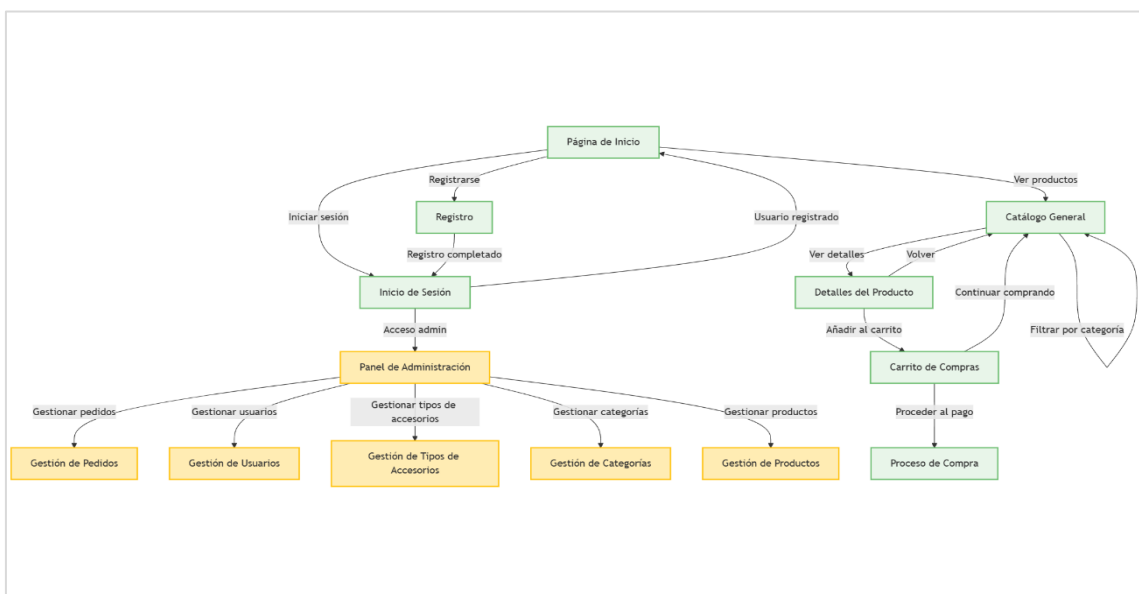 Página de Inicio
Registrarse
Ver productos
Iniciar sesión
Registro
Usuario registrado
Catálogo General
Registro completado
Ver detalles
Volver
Inicio de Sesión
Detalles del Producto
Continuar comprando
Acceso admin
Añadir al carrito
Filtrar por categoría
Panel de Administración
Carrito de Compras
Gestionar pedidos
Gestionar usuarios
Gestionar tipos de
accesorios
Gestionar categorías
Gestionar productos
Proceder al pago
Gestión de Pedidos
Gestión de Usuarios
Gestión de Tipos de
Accesorios
Gestión de Categorías
Gestión de Productos
Proceso de Compra